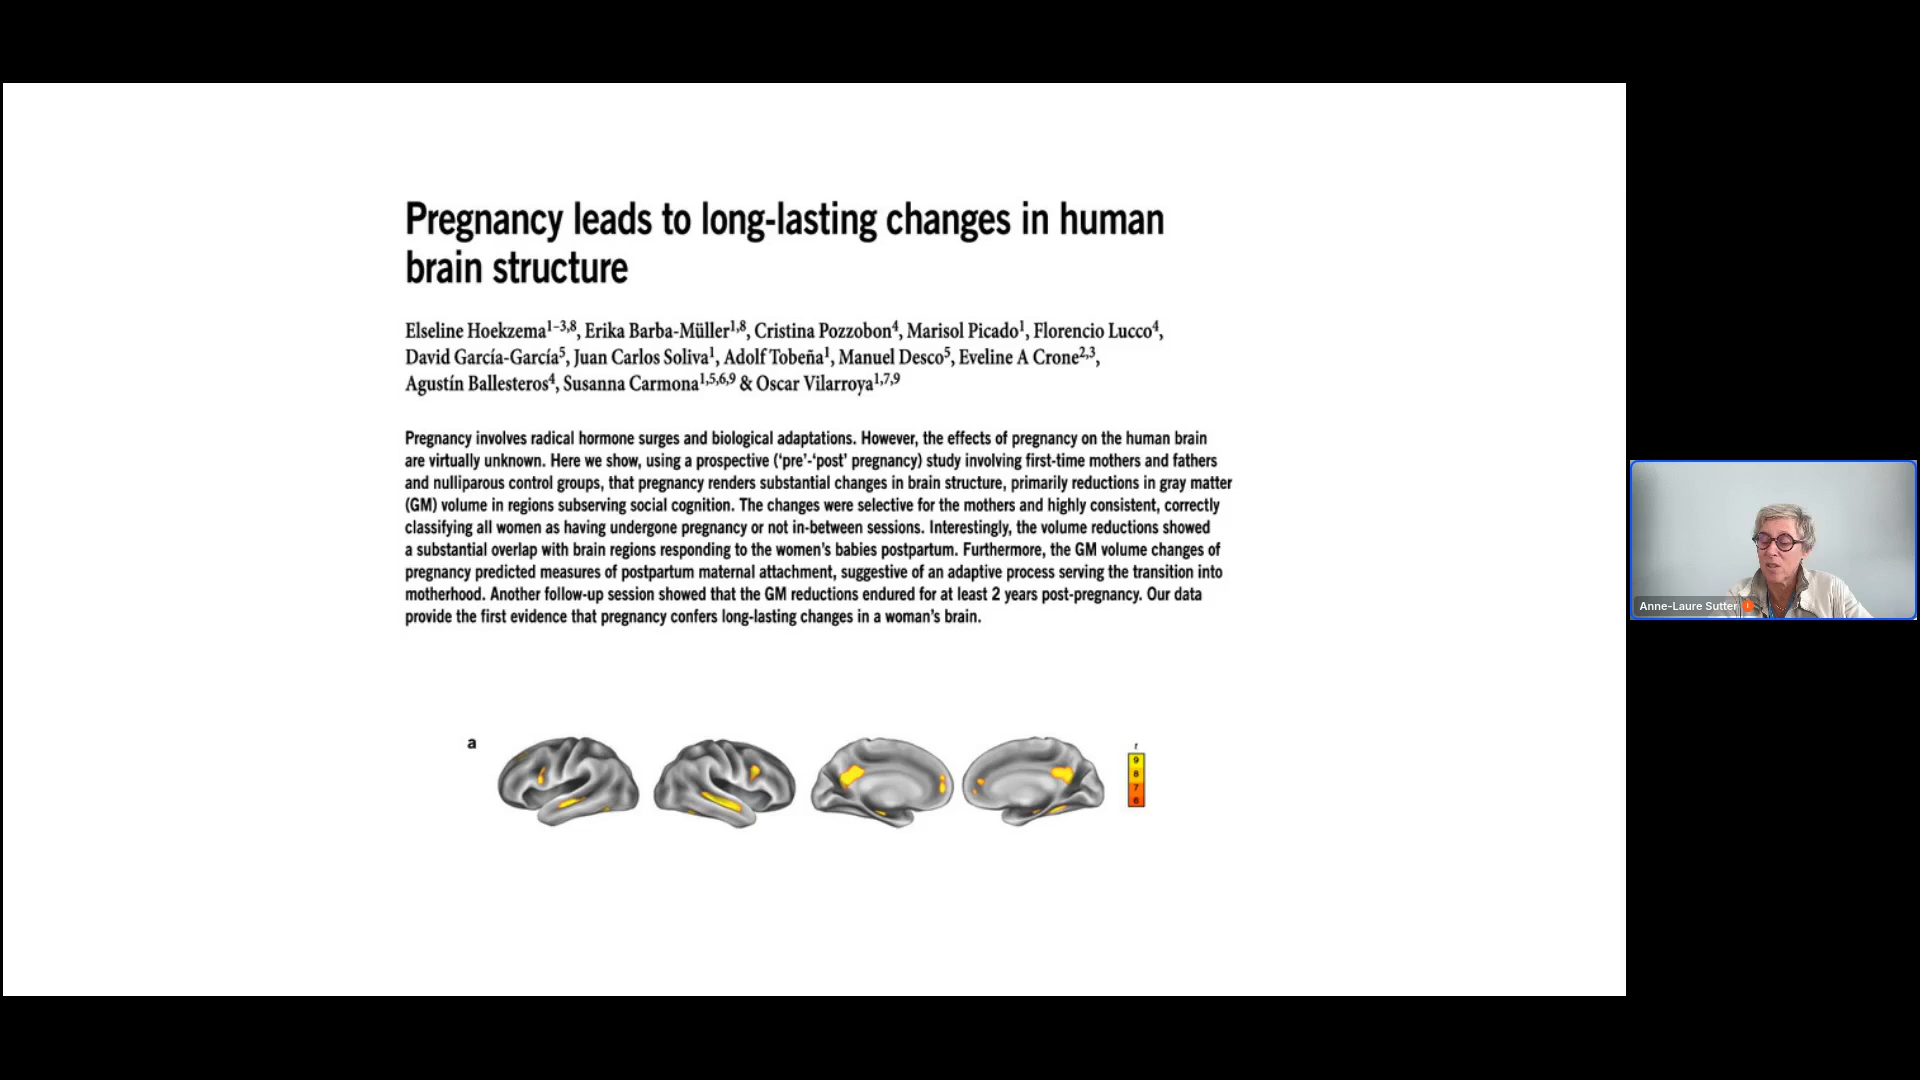 Pregnancy leads to long-lasting changes in human
brain structure
Elseline Hoekzema1–3,8, Erika Barba-Müller1,8, Cristina Pozzobon4, Marisol Picado1, Florencio Lucco4,
David García-García5, Juan Carlos Soliva1, Adolf Tobeña1, Manuel Desco5, Eveline A Crone2,3,
Agustín Ballesteros4, Susanna Carmona1,5,6,9 & Oscar Vilarroya1,7,9
Pregnancy involves radical hormone surges and biological adaptations. However, the effects of pregnancy on the human brain
are virtually unknown. Here we show, using a prospective (‘pre’-‘post’ pregnancy) study involving first-time mothers and fathers
and nulliparous control groups, that pregnancy renders substantial changes in brain structure, primarily reductions in gray matter
(GM) volume in regions subserving social cognition. The changes were selective for the mothers and highly consistent, correctly
classifying all women as having undergone pregnancy or not in-between sessions. Interestingly, the volume reductions showed
a substantial overlap with brain regions responding to the women’s babies postpartum. Furthermore, the GM volume changes of
pregnancy predicted measures of postpartum maternal attachment, suggestive of an adaptive process serving the transition into
motherhood. Another follow-up session showed that the GM reductions endured for at least 2 years post-pregnancy. Our data
provide the first evidence that pregnancy confers long-lasting changes in a woman’s brain.
a
9
8
7
6
Anne-Laure Sutter